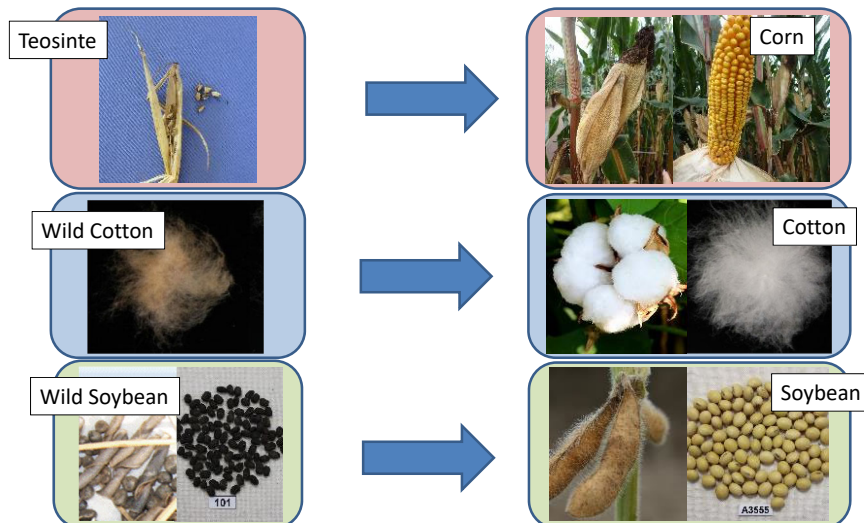 Teosinte
Corn
Wild Cotton
Cotton
Wild Soybean
Soybean
101
A3555